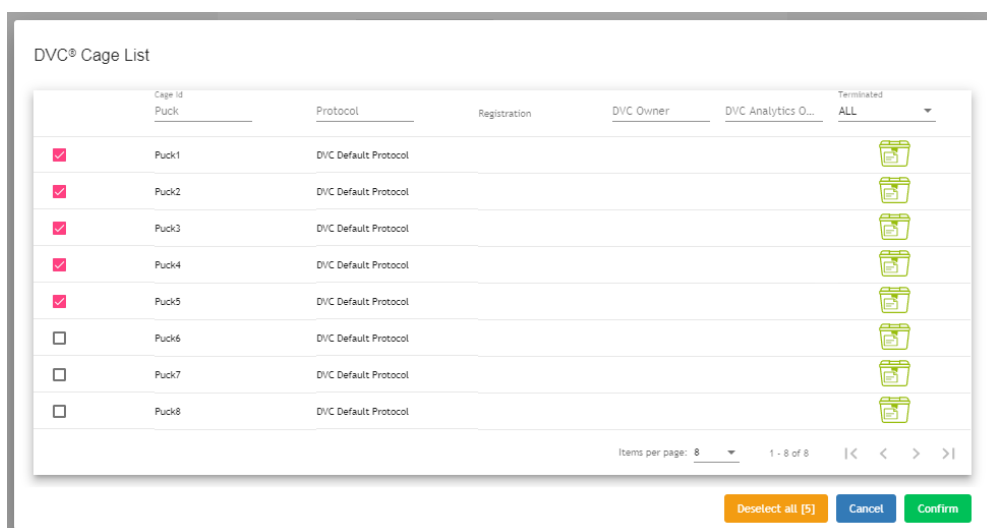 DVC® Cage List
Cage Id
Terminated
Puck Protocol Registration DVC Owner DVC Analytics O... ALL
Puck1 DVC Default Protocol
Puck2 DVC Default Protocol
Puck3 DVC Default Protocol
Puck4 DVC Default Protocol
Puck5 DVC Default Protocol
Puck6 DVC Default Protocol
Puck7 DVC Default Protocol
Puck8 DVC Default Protocol
Items per page: 8 1 - 8 of 8
Deselect all [5] Cancel Confirm